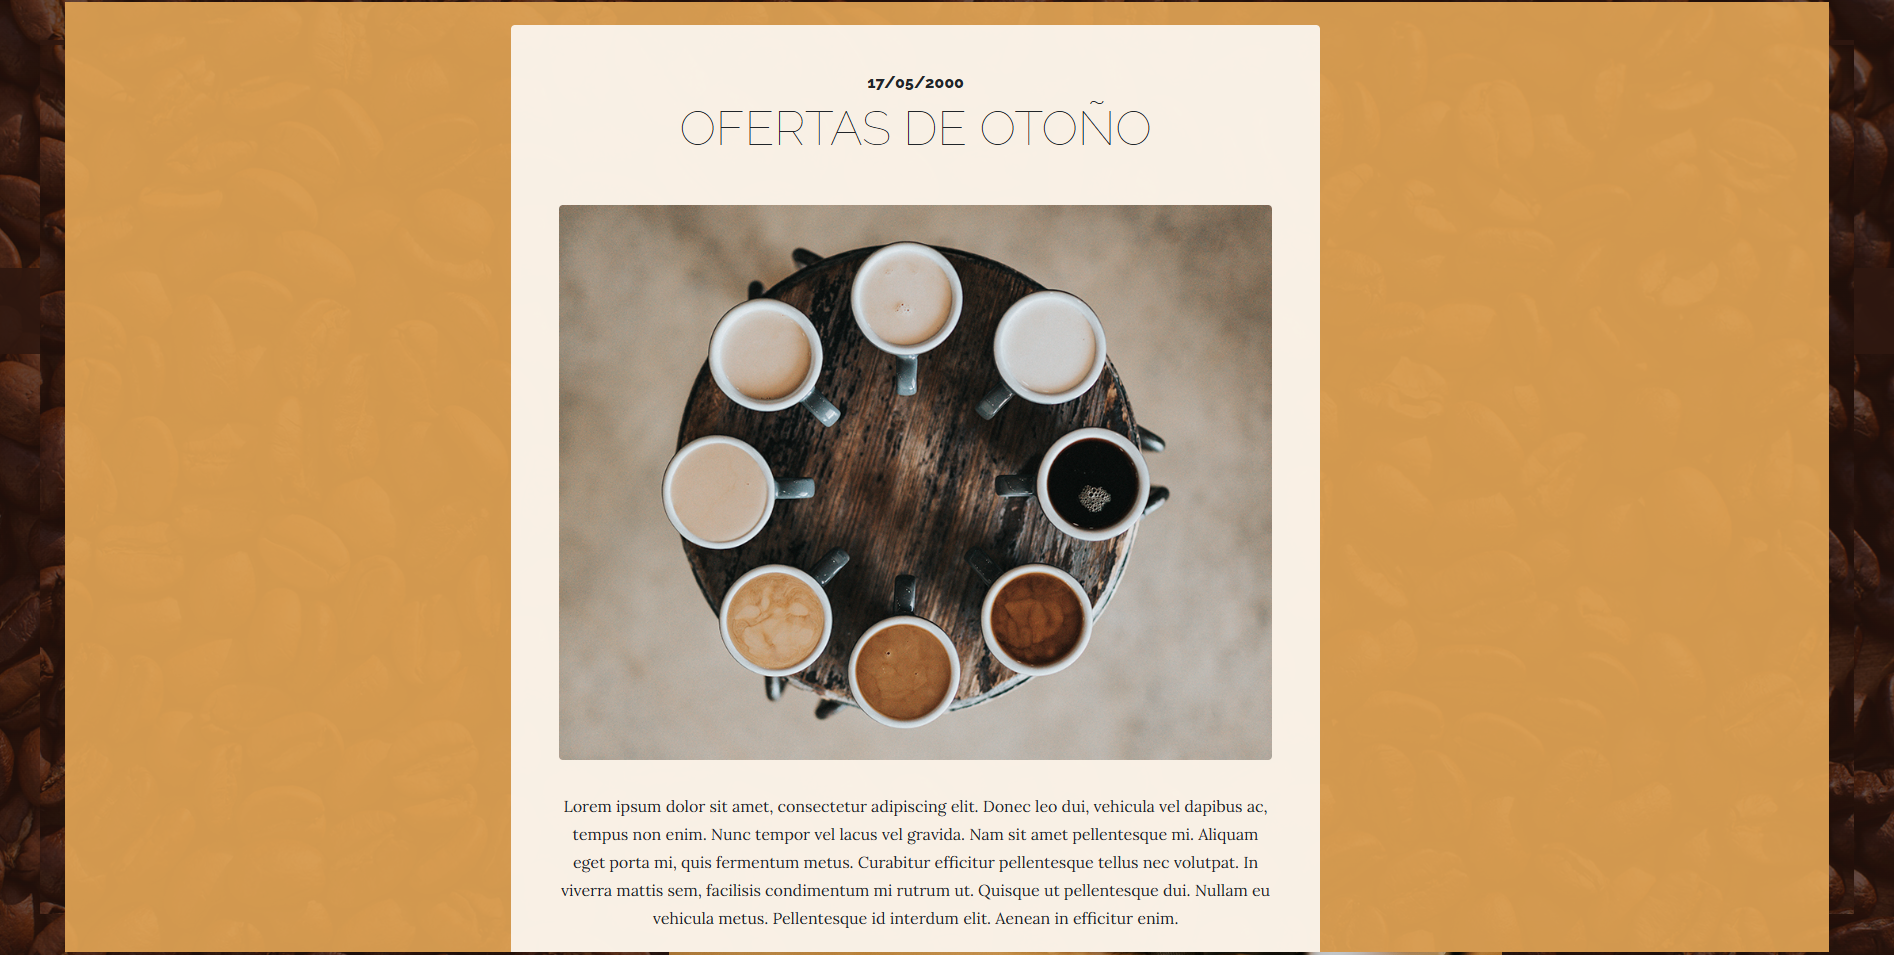 17/05/2000
OFERTAS DE OTOÑO
Lorem ipsum dolor sit amet, consectetur adipiscing elit. Donec leo dui, vehicula vel dapibus ac,
tempus non enim. Nunc tempor vel lacus vel gravida. Nam sit amet pellentesque mi. Aliquam
eget porta mi, quis fermentum metus. Curabitur efficitur pellentesque tellus nec volutpat. In
viverra mattis sem, facilisis condimentum mi rutrum ut. Quisque ut pellentesque dui. Nullam eu
vehicula metus. Pellentesque id interdum elit. Aenean in efficitur enim.